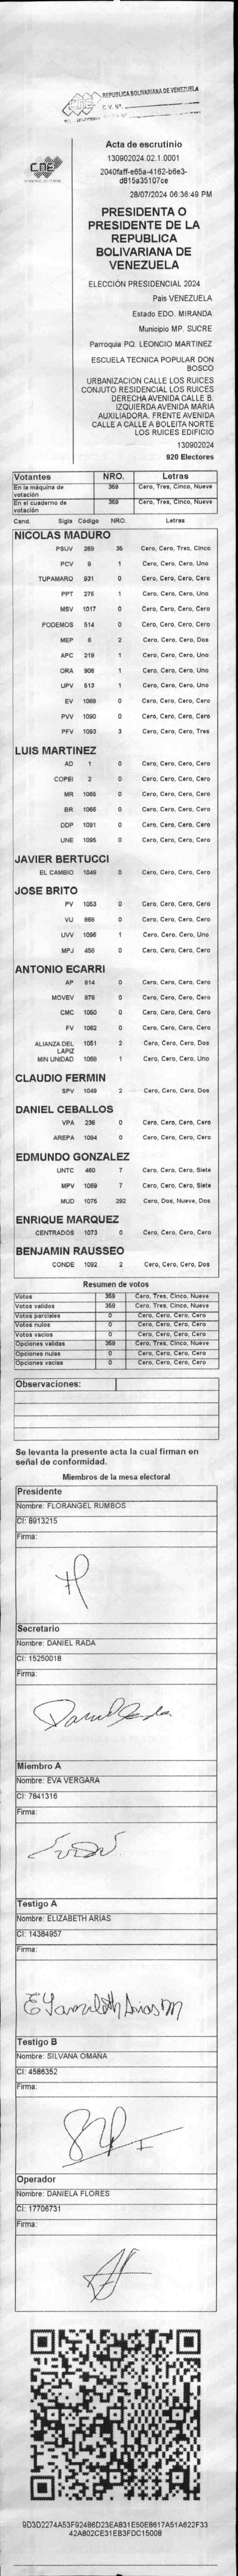 REPUBLICA BOLIVARIANA DE VENEZUELA
CNE
C.V. Nº.
Acta de escrutinio
130902024.02.1.0001
2040faff-e65a-4162-b6e3-
d815a35107ce
28/07/2024 06:36:49 PM
PRESIDENTA O
PRESIDENTE DE LA
REPUBLICA
BOLIVARIANA DE
VENEZUELA
ELECCIÓN PRESIDENCIAL 2024
País VENEZUELA
Estado EDO. MIRANDA
Municipio MP. SUCRE
Parroquia PQ. LEONCIO MARTINEZ
ESCUELA TECNICA POPULAR DON
BOSCO
URBANIZACION CALLE LOS RUICES
CONJUTO RESIDENCIAL LOS RUICES
DERECHA AVENIDA CALLE B.
IZQUIERDA AVENIDA MARIA
AUXILIADORA. FRENTE AVENIDA
CALLE A CALLE A BOLEITA NORTE
LOS RUICES EDIFICIO
130902024
920 Electores
Votantes NRO. Letras
En la máquina de votación 359 Cero, Tres, Cinco, Nueve
En el cuaderno de votación 359 Cero, Tres, Cinco, Nueve
Cand. Sigla Código NRO. Letras
NICOLAS MADURO
PSUV 269 35 Cero, Cero, Tres, Cinco
PCV 9 1 Cero, Cero, Cero, Uno
TUPAMARO 931 0 Cero, Cero, Cero, Cero
PPT 275 1 Cero, Cero, Cero, Uno
MSV 1017 0 Cero, Cero, Cero, Cero
PODEMOS 514 0 Cero, Cero, Cero, Cero
MEP 6 2 Cero, Cero, Cero, Dos
APC 219 1 Cero, Cero, Cero, Uno
ORA 906 1 Cero, Cero, Cero, Uno
UPV 513 1 Cero, Cero, Cero, Uno
EV 1089 0 Cero, Cero, Cero, Cero
PVV 1090 0 Cero, Cero, Cero, Cero
PFV 1093 3 Cero, Cero, Cero, Tres
LUIS MARTINEZ
AD 1 0 Cero, Cero, Cero, Cero
COPEI 2 0 Cero, Cero, Cero, Cero
MR 1065 0 Cero, Cero, Cero, Cero
BR 1066 0 Cero, Cero, Cero, Cero
DDP 1091 0 Cero, Cero, Cero, Cero
UNE 1095 0 Cero, Cero, Cero, Cero
JAVIER BERTUCCI
EL CAMBIO 1048 0 Cero, Cero, Cero, Cero
JOSE BRITO
PV 1053 0 Cero, Cero, Cero, Cero
VU 868 0 Cero, Cero, Cero, Cero
UVV 1096 1 Cero, Cero, Cero, Uno
MPJ 458 0 Cero, Cero, Cero, Cero
ANTONIO ECARRI
AP 814 0 Cero, Cero, Cero, Cero
MOVEV 878 0 Cero, Cero, Cero, Cero
CMC 1050 0 Cero, Cero, Cero, Cero
FV 1062 0 Cero, Cero, Cero, Cero
ALIANZA DEL LAPIZ 1051 2 Cero, Cero, Cero, Dos
MIN UNIDAD 1068 1 Cero, Cero, Cero, Uno
CLAUDIO FERMIN
SPV 1049 2 Cero, Cero, Cero, Dos
DANIEL CEBALLOS
VPA 236 0 Cero, Cero, Cero, Cero
AREPA 1094 0 Cero, Cero, Cero, Cero
EDMUNDO GONZALEZ
UNTC 460 7 Cero, Cero, Cero, Siete
MPV 1069 7 Cero, Cero, Cero, Siete
MUD 1075 292 Cero, Dos, Nueve, Dos
ENRIQUE MARQUEZ
CENTRADOS 1073 0 Cero, Cero, Cero, Cero
BENJAMIN RAUSSEO
CONDE 1092 2 Cero, Cero, Cero, Dos
Resumen de votos
Votos 359 Cero, Tres, Cinco, Nueve
Votos validos 359 Cero, Tres, Cinco, Nueve
Votos parciales 0 Cero, Cero, Cero, Cero
Votos nulos 0 Cero, Cero, Cero, Cero
Votos vacios 0 Cero, Cero, Cero, Cero
Opciones validas 359 Cero, Tres, Cinco, Nueve
Opciones nulas 0 Cero, Cero, Cero, Cero
Opciones vacias 0 Cero, Cero, Cero, Cero
Observaciones:
Se levanta la presente acta la cual firman en
señal de conformidad.
Miembros de la mesa electoral
Presidente
Nombre: FLORANGEL RUMBOS
CI: 8913215
Firma:
Secretario
Nombre: DANIEL RADA
CI: 15250018
Firma:
Miembro A
Nombre: EVA VERGARA
CI: 7841316
Firma:
Testigo A
Nombre: ELIZABETH ARIAS
CI: 14384957
Firma:
Testigo B
Nombre: SILVANA OMAÑA
CI: 4586352
Firma:
Operador
Nombre: DANIELA FLORES
CI: 17706731
Firma:
9D3D2274A53F92486D23EA831E50E8617A51A622F33
42A802CE31EB3FDC15008